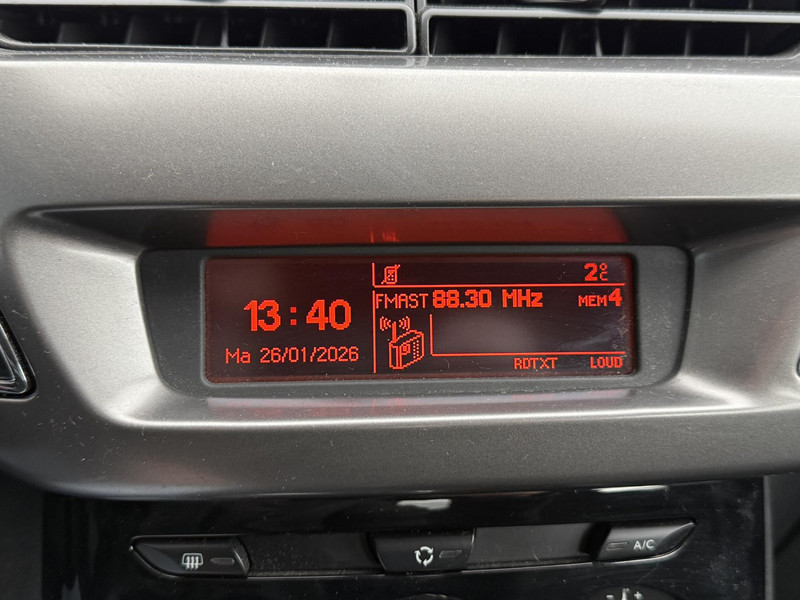 2°C
FMAST 88.30 MHz MEM4
13:40
Ma 26/01/2026
RDTXT LOUD
A/C